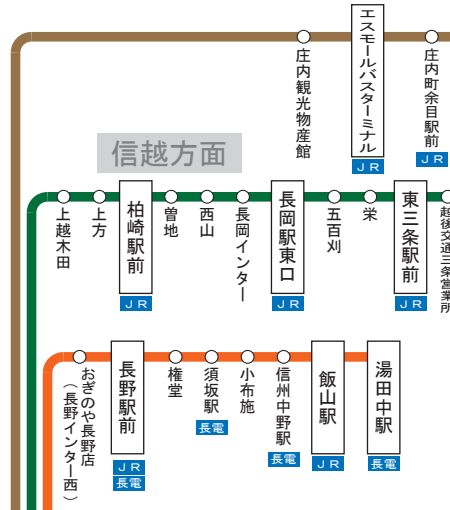 庄内観光物産館
エスモールバスターミナル
JR
庄内町余目駅前
JR
信越方面
上越木田
上方
柏崎駅前
JR
曽地
西山
長岡インター
長岡駅東口
JR
五百刈
栄
東三条駅前
JR
越後交通三条営業所
おぎのや長野店
（長野インター西）
長野駅前
JR
長電
権堂
須坂駅
長電
小布施
信州中野駅
長電
飯山駅
JR
湯田中駅
長電